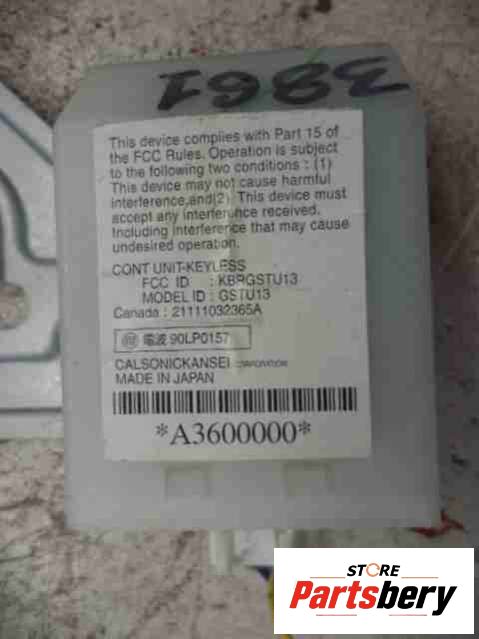 3861
This device complies with Part 15 of
the FCC Rules. Operation is subject
to the following two conditions : (1)
This device may not cause harmful
interference,and(2) This device must
accept any interference received.
Including interference that may cause
undesired operation.
CONT UNIT-KEYLESS
FCC ID : KBRGSTU13
MODEL ID : GSTU13
Canada : 21111032365A
電波 90LP0157
CALSONICKANSEI CORPORATION
MADE IN JAPAN
*A3600000*
STORE
Partsbery